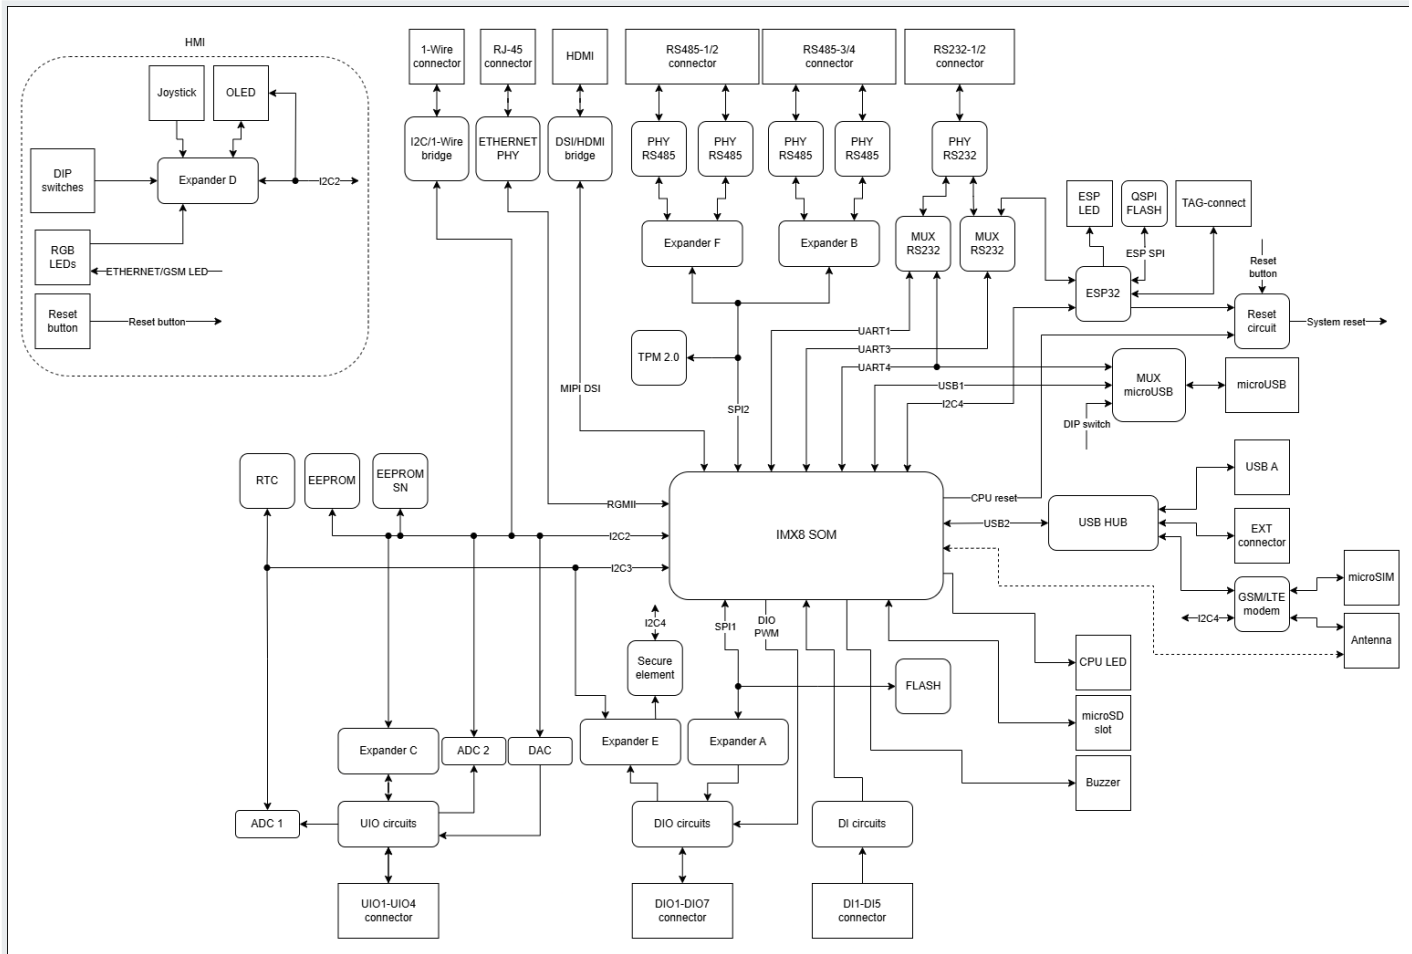 HMI
Joystick
OLED
DIP
switches
Expander D
I2C2
RGB
LEDs
ETHERNET/GSM LED
Reset
button
Reset button
1-Wire
connector
RJ-45
connector
HDMI
RS485-1/2
connector
RS485-3/4
connector
RS232-1/2
connector
I2C/1-Wire
bridge
ETHERNET
PHY
DSI/HDMI
bridge
PHY
RS485
PHY
RS485
PHY
RS485
PHY
RS485
PHY
RS232
Expander F
Expander B
MUX
RS232
MUX
RS232
ESP
LED
QSPI
FLASH
TAG-connect
ESP SPI
ESP32
Reset
button
Reset
circuit
System reset
TPM 2.0
UART1
UART3
UART4
USB1
I2C4
MIPI DSI
SPI2
MUX
microUSB
microUSB
DIP switch
RTC
EEPROM
EEPROM
SN
RGMII
I2C2
I2C3
IMX8 SOM
CPU reset
USB2
USB HUB
USB A
EXT
connector
GSM/LTE
modem
I2C4
microSIM
Antenna
I2C4
SPI1
DIO
PWM
Secure
element
FLASH
CPU LED
microSD
slot
Buzzer
Expander C
ADC 2
DAC
Expander E
Expander A
ADC 1
UIO circuits
DIO circuits
DI circuits
UIO1-UIO4
connector
DIO1-DIO7
connector
DI1-DI5
connector